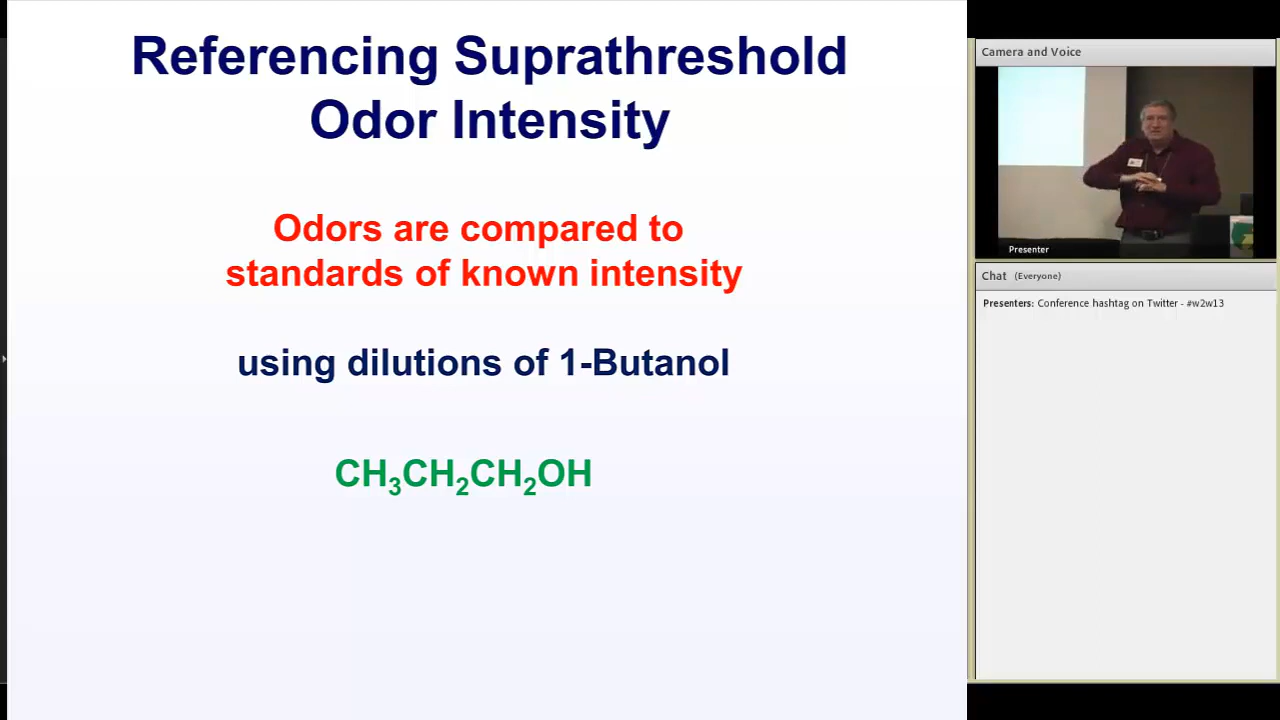 Referencing Suprathreshold
Odor Intensity
Odors are compared to
standards of known intensity
using dilutions of 1-Butanol
CH₃CH₂CH₂OH
Camera and Voice
Presenter
Chat (Everyone)
Presenters: Conference hashtag on Twitter - #w2w13